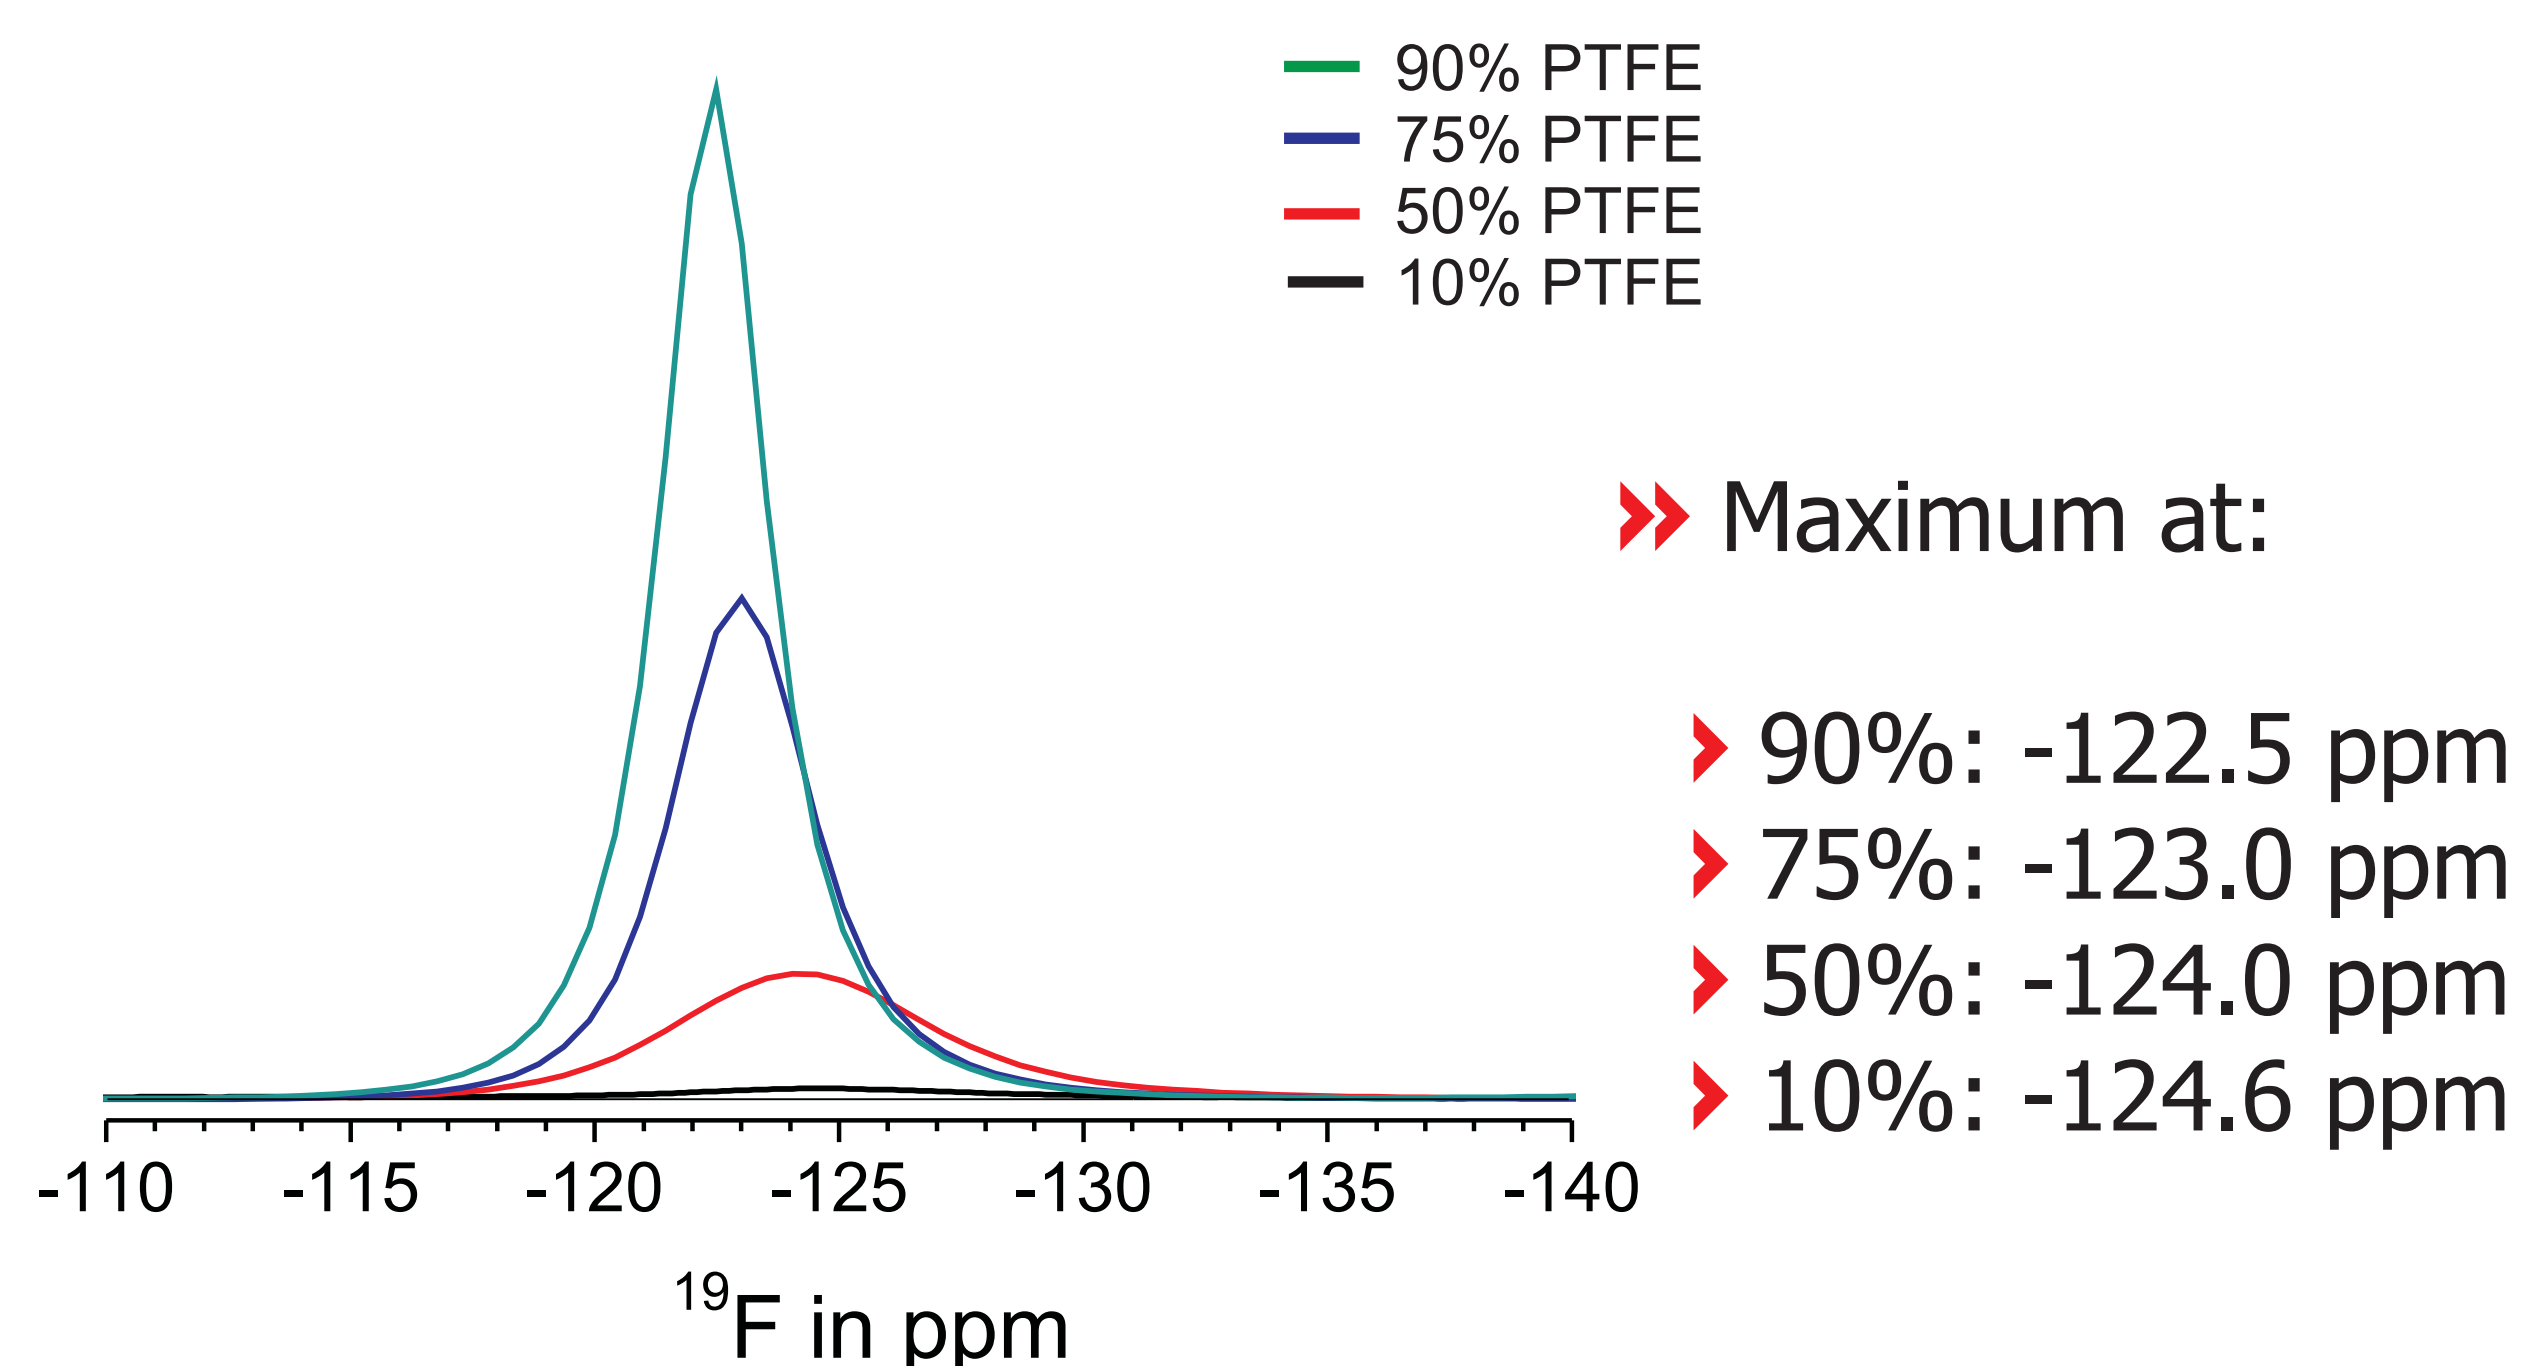 90% PTFE
75% PTFE
50% PTFE
10% PTFE
Maximum at:
90%: -122.5 ppm
75%: -123.0 ppm
50%: -124.0 ppm
10%: -124.6 ppm
-110 -115 -120 -125 -130 -135 -140
¹⁹F in ppm